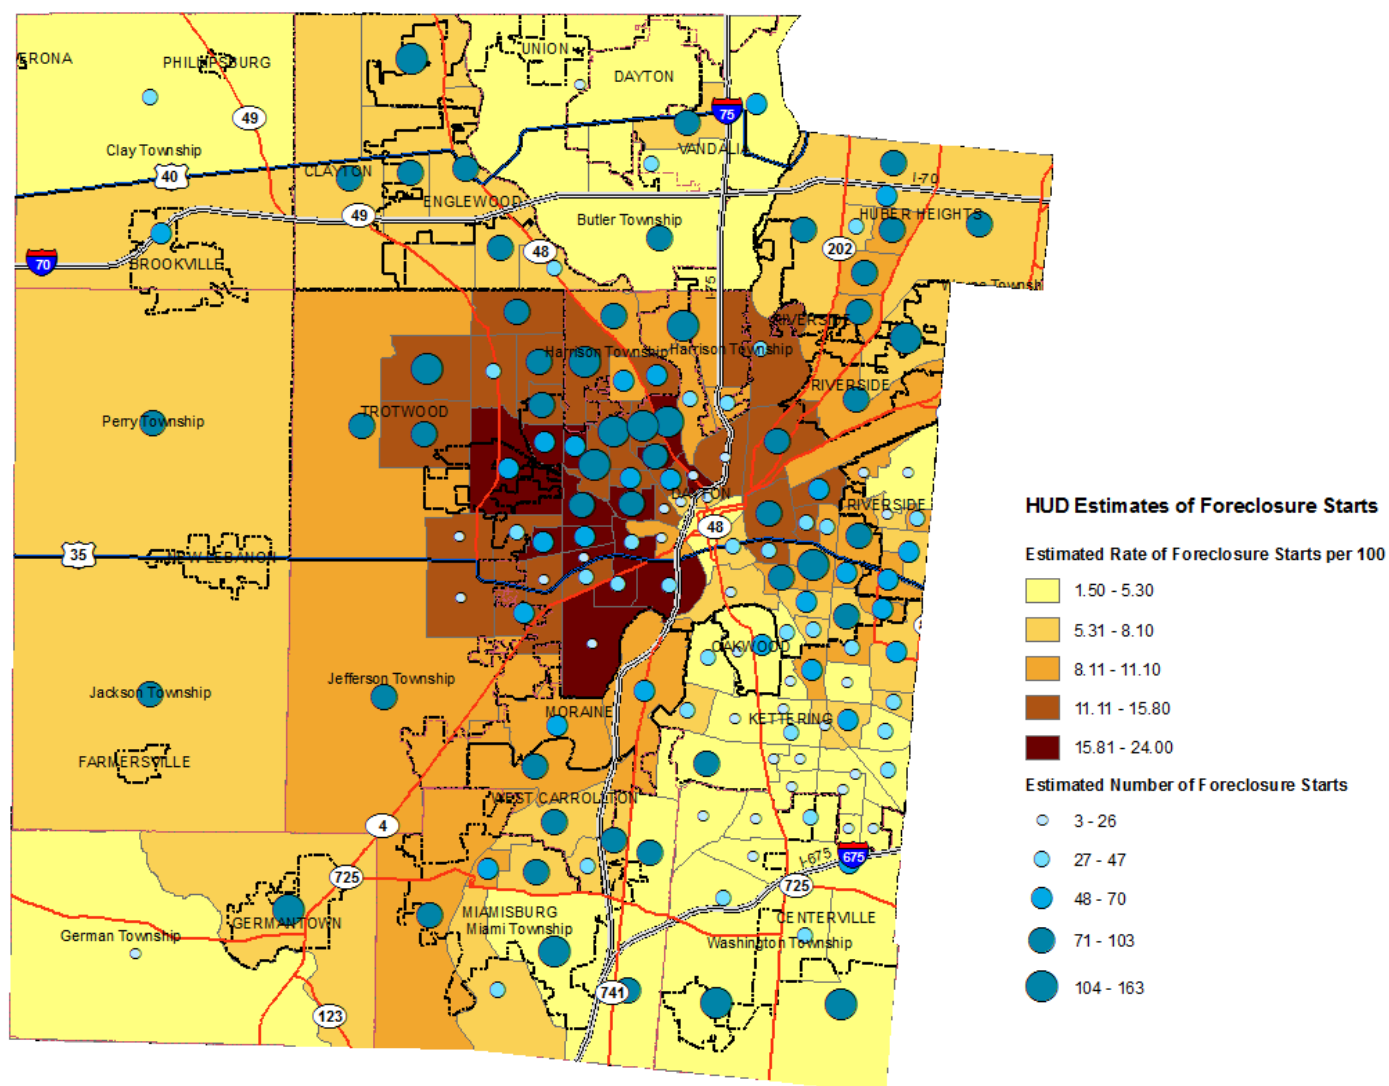 UNION
ERONA
PHILLIPSBURG
DAYTON
75
49
Clay Township
VANDALIA
40
CLAYTON
I-70
ENGLEWOOD
49
HUBER HEIGHTS
Butler Township
202
48
70
BROOKVILLE
I-75
RIVERSIDE
Harrison Township
Harrison Township
RIVERSIDE
TROTWOOD
Perry Township
DAYTON
RIVERSIDE
48
35
NEW LEBANON
OAKWOOD
Jefferson Township
Jackson Township
MORAINE
KETTERING
FARMERSVILLE
WEST CARROLLTON
4
I-675
675
725
725
MIAMISBURG
CENTERVILLE
GERMANTOWN
Miami Township
German Township
Washington Township
741
123
HUD Estimates of Foreclosure Starts
Estimated Rate of Foreclosure Starts per 100
1.50 - 5.30
5.31 - 8.10
8.11 - 11.10
11.11 - 15.80
15.81 - 24.00
Estimated Number of Foreclosure Starts
3 - 26
27 - 47
48 - 70
71 - 103
104 - 163